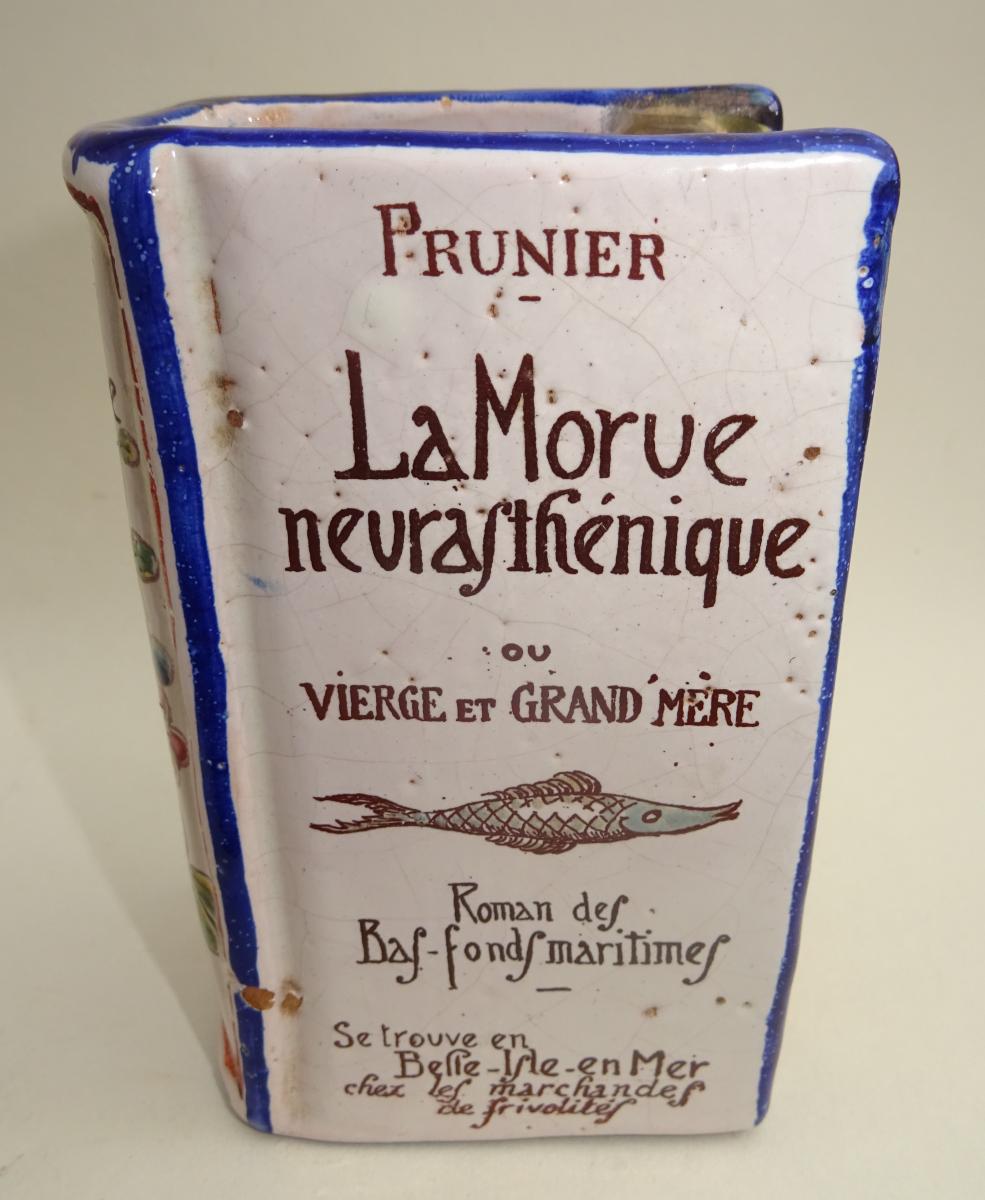 PRUNIER
La Morue
neurasthénique
ou
VIERGE ET GRAND'MÈRE
Roman des
Bas-fonds maritimes
Se trouve en
Belle-Isle-en Mer
chez les marchandes
de frivolités